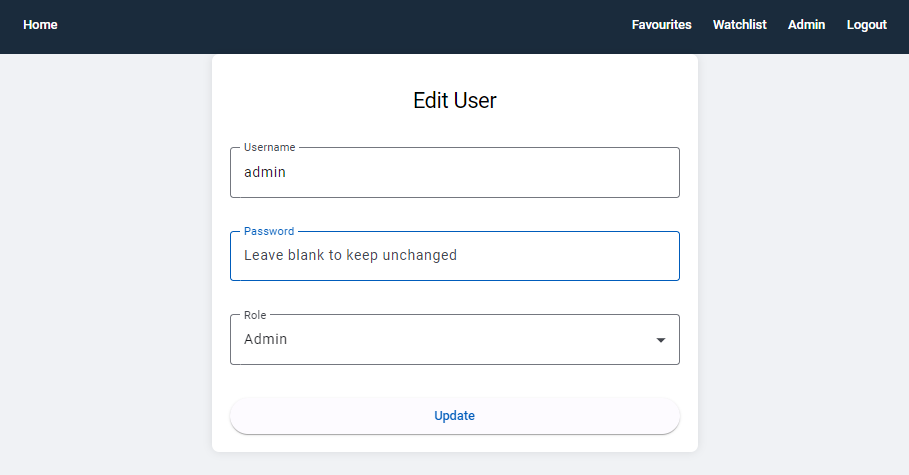 Home Favourites Watchlist Admin Logout
Edit User
Username
admin
Password
Leave blank to keep unchanged
Role
Admin
Update